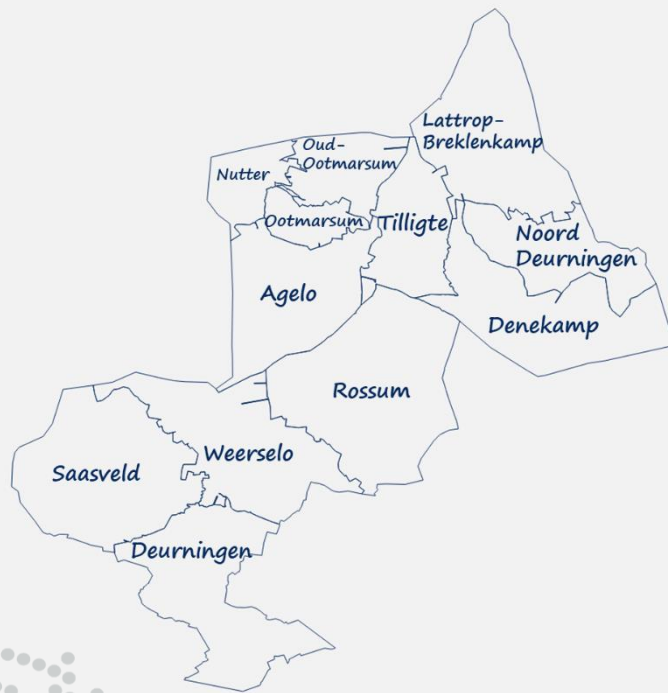 Lattrop-
Breklenkamp
Oud-
Ootmarsum
Nutter
Ootmarsum
Tilligte
Noord
Deurningen
Agelo
Denekamp
Rossum
Weerselo
Saasveld
Deurningen